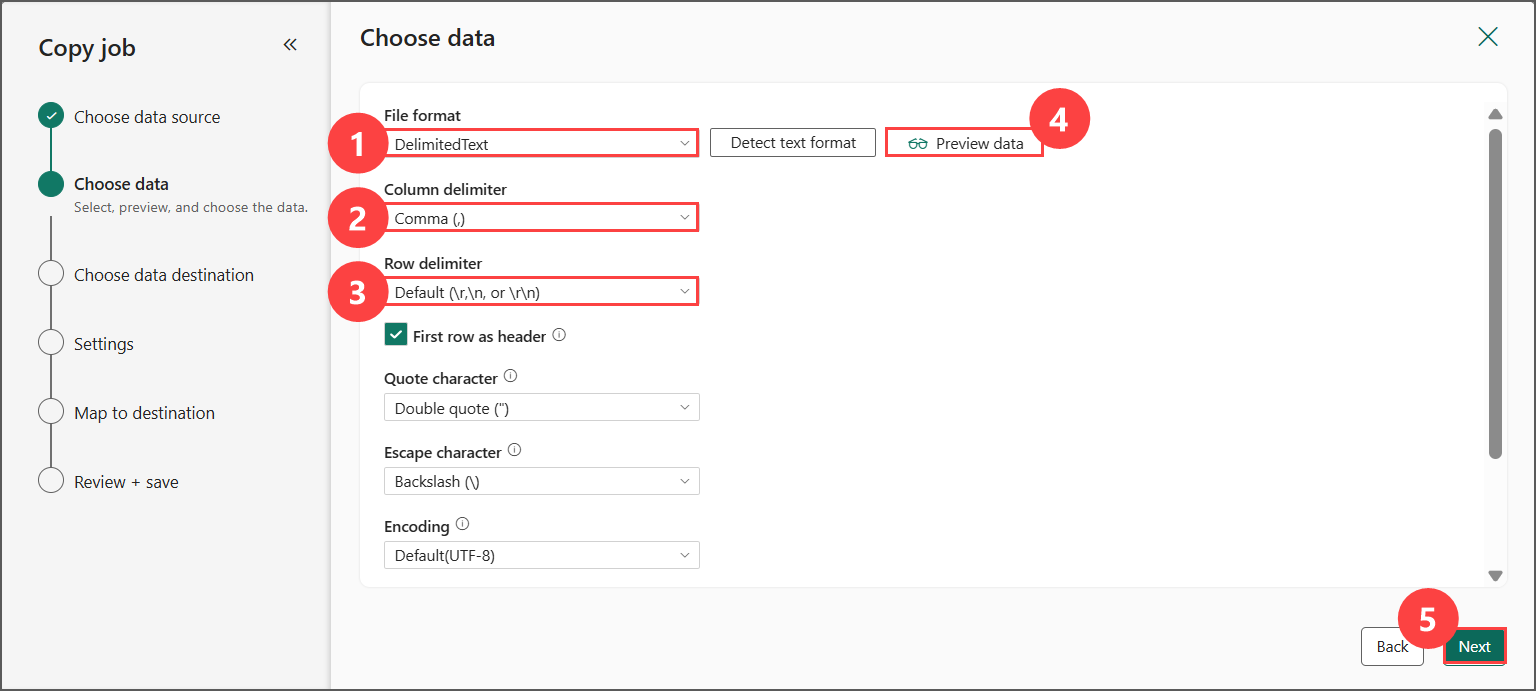 Copy job
Choose data source
Choose data
Select, preview, and choose the data.
Choose data destination
Settings
Map to destination
Review + save
Choose data
File format
1
DelimitedText
Detect text format
Preview data
4
Column delimiter
2
Comma (,)
Row delimiter
3
Default (\r,\n, or \r\n)
First row as header
Quote character
Double quote (")
Escape character
Backslash (\)
Encoding
Default(UTF-8)
Back
5
Next